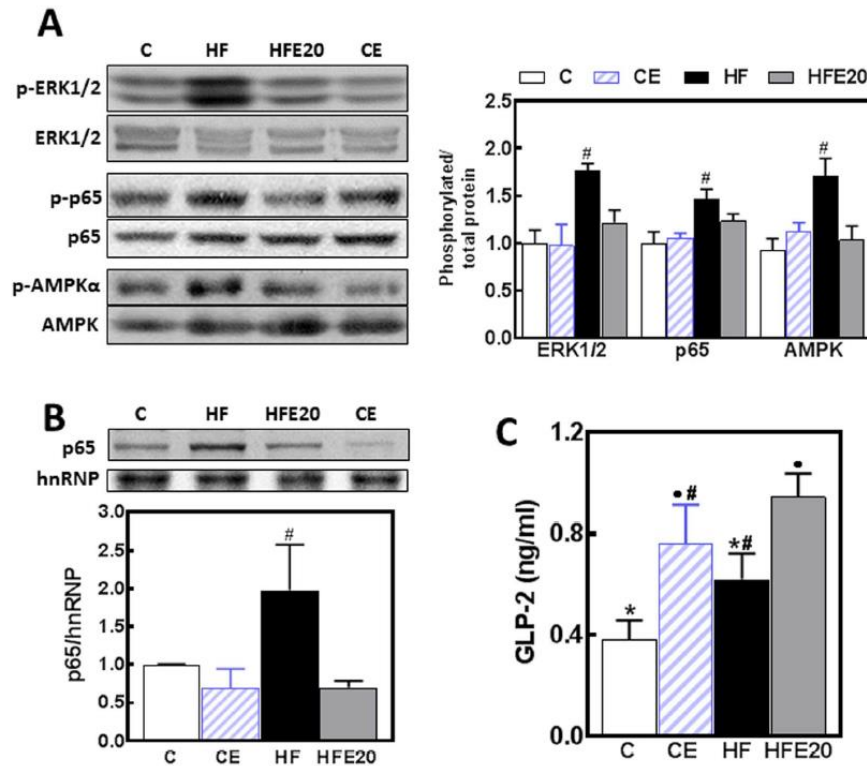 A
C HF HFE20 CE
p-ERK1/2
ERK1/2
p-p65
p65
p-AMPKα
AMPK
C CE HF HFE20
Phosphorylated/
total protein
2.5
2.0
1.5
1.0
0.5
0.0
# # #
ERK1/2 p65 AMPK
B
C HF HFE20 CE
p65
hnRNP
p65/hnRNP
3.0
2.5
2.0
1.5
1.0
0.5
0.0
#
C CE HF HFE20
C
GLP-2 (ng/ml)
1.2
0.8
0.4
0.0
* •# *# •
C CE HF HFE20